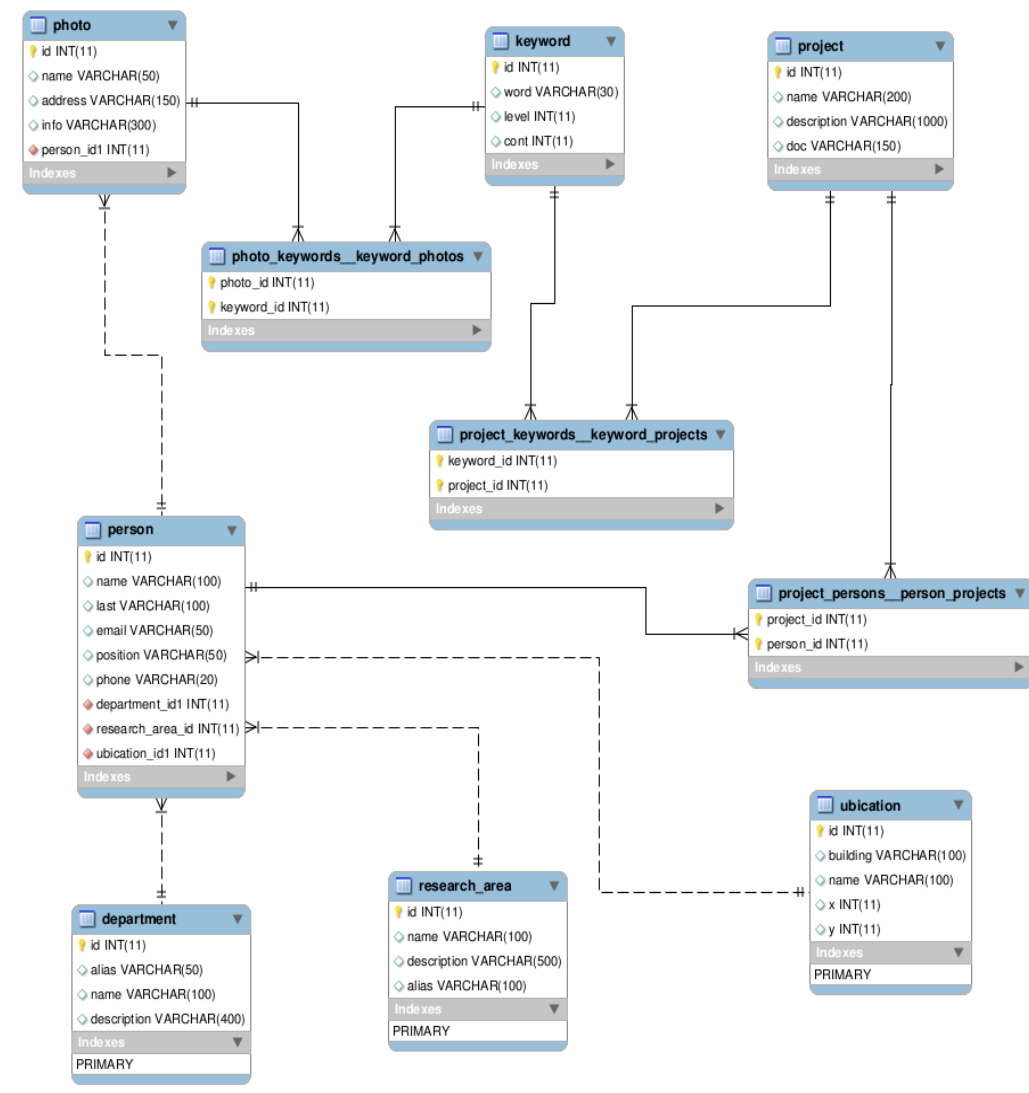 photo
id INT(11)
name VARCHAR(50)
address VARCHAR(150)
info VARCHAR(300)
person_id1 INT(11)
Indexes
keyword
id INT(11)
word VARCHAR(30)
level INT(11)
cont INT(11)
Indexes
project
id INT(11)
name VARCHAR(200)
description VARCHAR(1000)
doc VARCHAR(150)
Indexes
photo_keywords__keyword_photos
photo_id INT(11)
keyword_id INT(11)
Indexes
project_keywords__keyword_projects
keyword_id INT(11)
project_id INT(11)
Indexes
person
id INT(11)
name VARCHAR(100)
last VARCHAR(100)
email VARCHAR(50)
position VARCHAR(50)
phone VARCHAR(20)
department_id1 INT(11)
research_area_id INT(11)
ubication_id1 INT(11)
Indexes
project_persons__person_projects
project_id INT(11)
person_id INT(11)
Indexes
department
id INT(11)
alias VARCHAR(50)
name VARCHAR(100)
description VARCHAR(400)
Indexes
PRIMARY
research_area
id INT(11)
name VARCHAR(100)
description VARCHAR(500)
alias VARCHAR(100)
Indexes
PRIMARY
ubication
id INT(11)
building VARCHAR(100)
name VARCHAR(100)
x INT(11)
y INT(11)
Indexes
PRIMARY